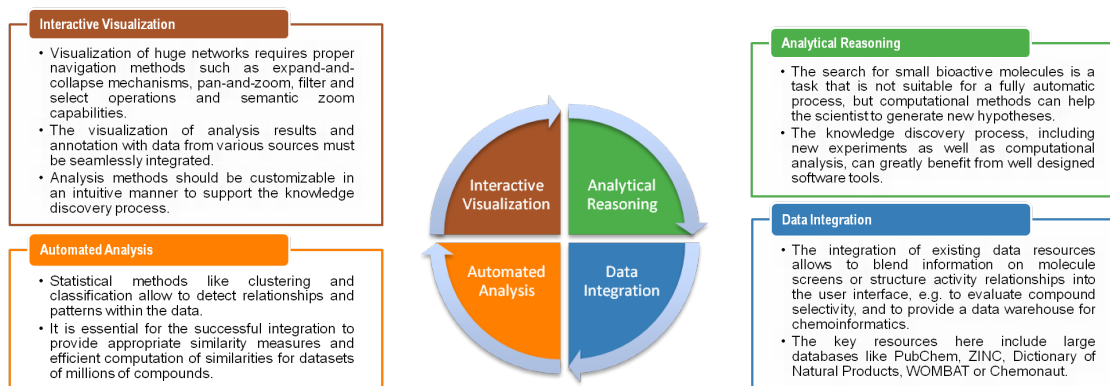 Interactive Visualization
• Visualization of huge networks requires proper
navigation methods such as expand-and-
collapse mechanisms, pan-and-zoom, filter and
select operations and semantic zoom
capabilities.
• The visualization of analysis results and
annotation with data from various sources must
be seamlessly integrated.
• Analysis methods should be customizable in
an intuitive manner to support the knowledge
discovery process.
Automated Analysis
• Statistical methods like clustering and
classification allow to detect relationships and
patterns within the data.
• It is essential for the successful integration to
provide appropriate similarity measures and
efficient computation of similarities for datasets
of millions of compounds.
Interactive
Visualization
Analytical
Reasoning
Automated
Analysis
Data
Integration
Analytical Reasoning
• The search for small bioactive molecules is a
task that is not suitable for a fully automatic
process, but computational methods can help
the scientist to generate new hypotheses.
• The knowledge discovery process, including
new experiments as well as computational
analysis, can greatly benefit from well designed
software tools.
Data Integration
• The integration of existing data resources
allows to blend information on molecule
screens or structure activity relationships into
the user interface, e.g. to evaluate compound
selectivity, and to provide a data warehouse for
chemoinformatics.
• The key resources here include large
databases like PubChem, ZINC, Dictionary of
Natural Products, WOMBAT or Chemonaut.